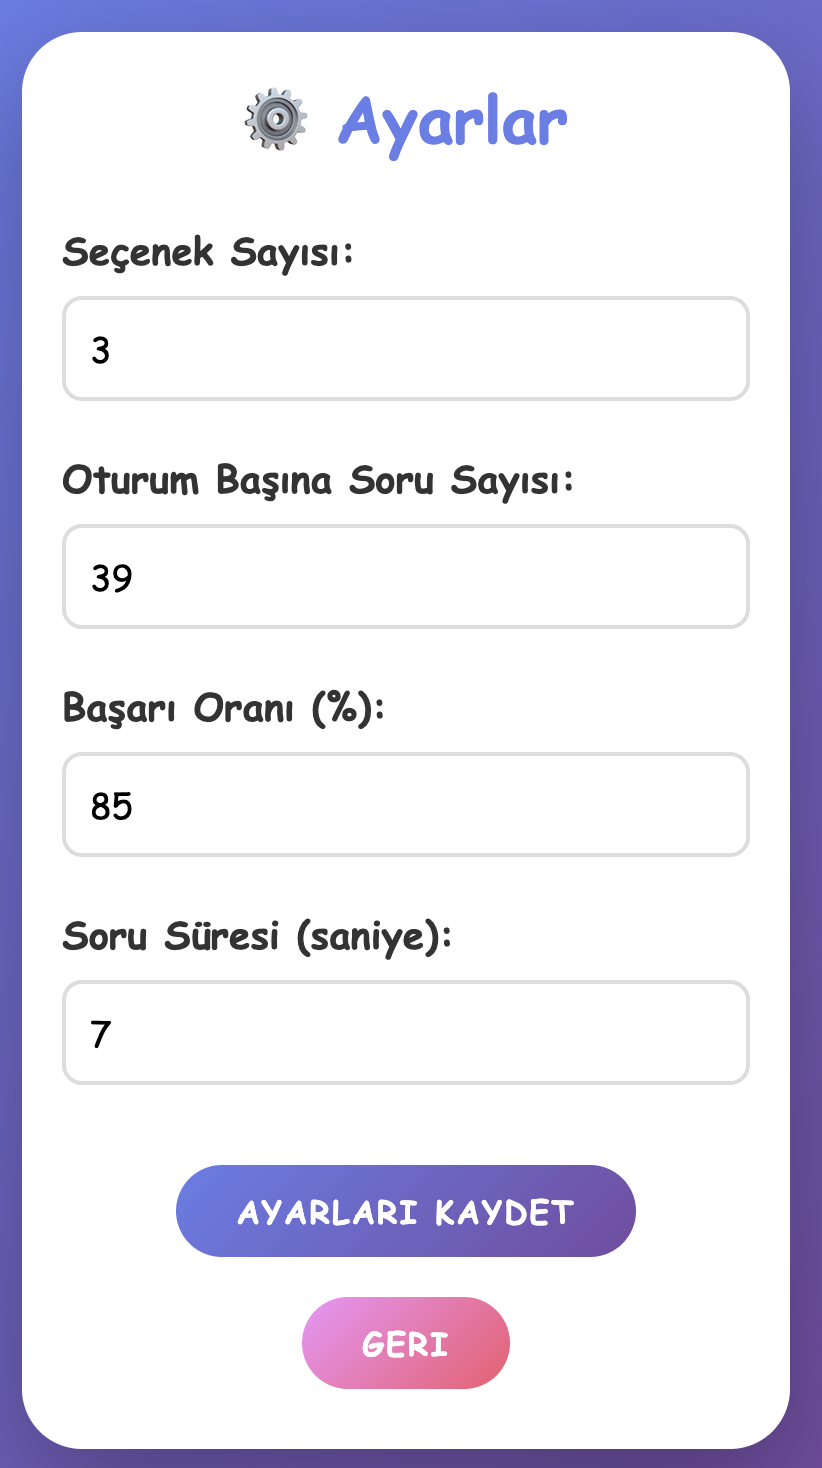 Ayarlar
Seçenek Sayısı:
3
Oturum Başına Soru Sayısı:
39
Başarı Oranı (%):
85
Soru Süresi (saniye):
7
AYARLARI KAYDET
GERI